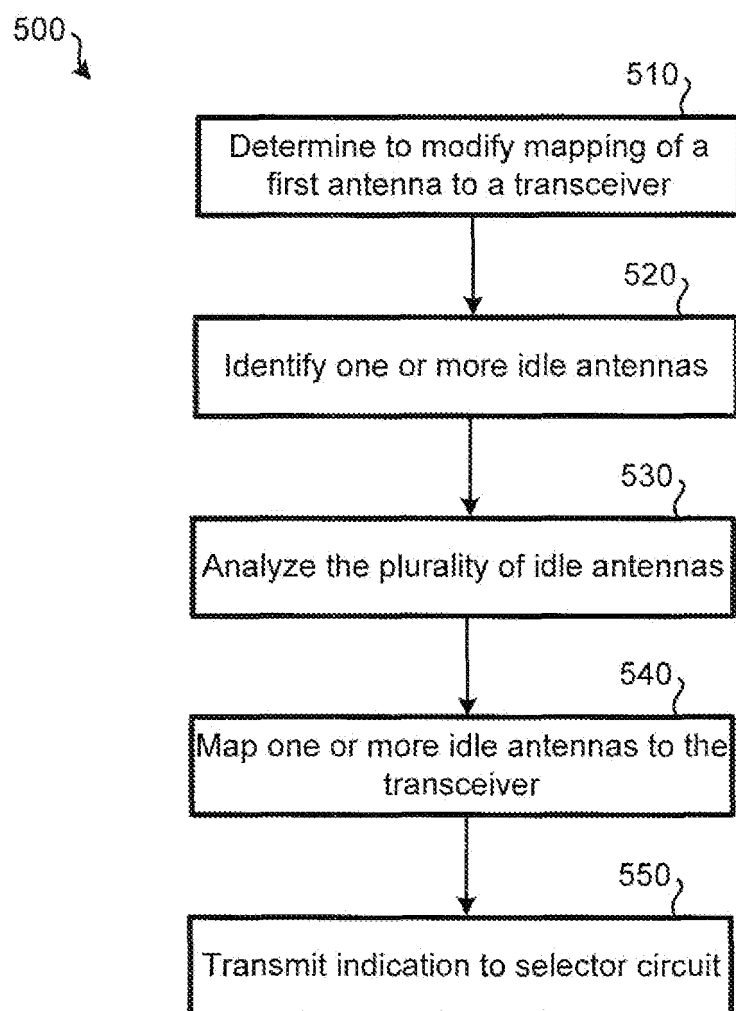 500
510
Determine to modify mapping of a
first antenna to a transceiver
520
Identify one or more idle antennas
530
Analyze the plurality of idle antennas
540
Map one or more idle antennas to the
transceiver
550
Transmit indication to selector circuit